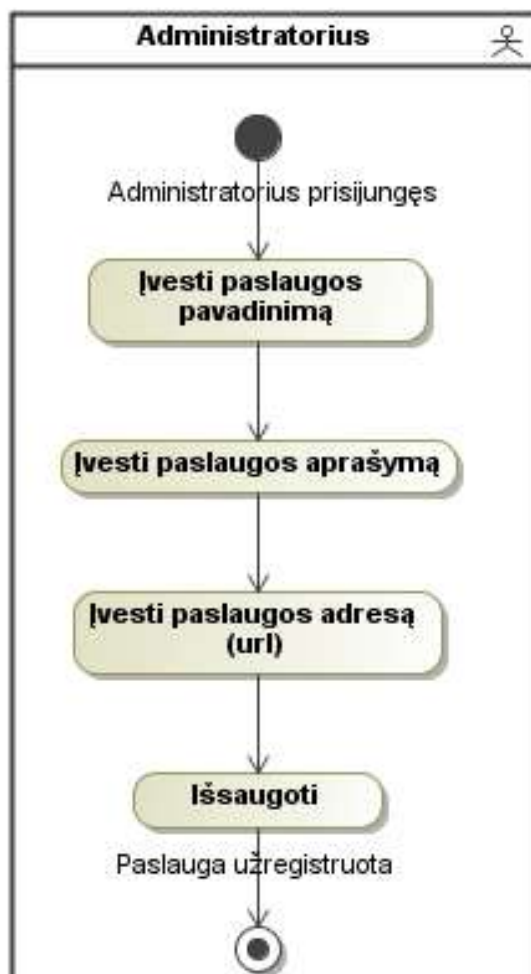 Administratorius
Administratorius prisijungęs
Įvesti paslaugos
pavadinimą
Įvesti paslaugos aprašymą
Įvesti paslaugos adresą
(url)
Išsaugoti
Paslauga užregistruota